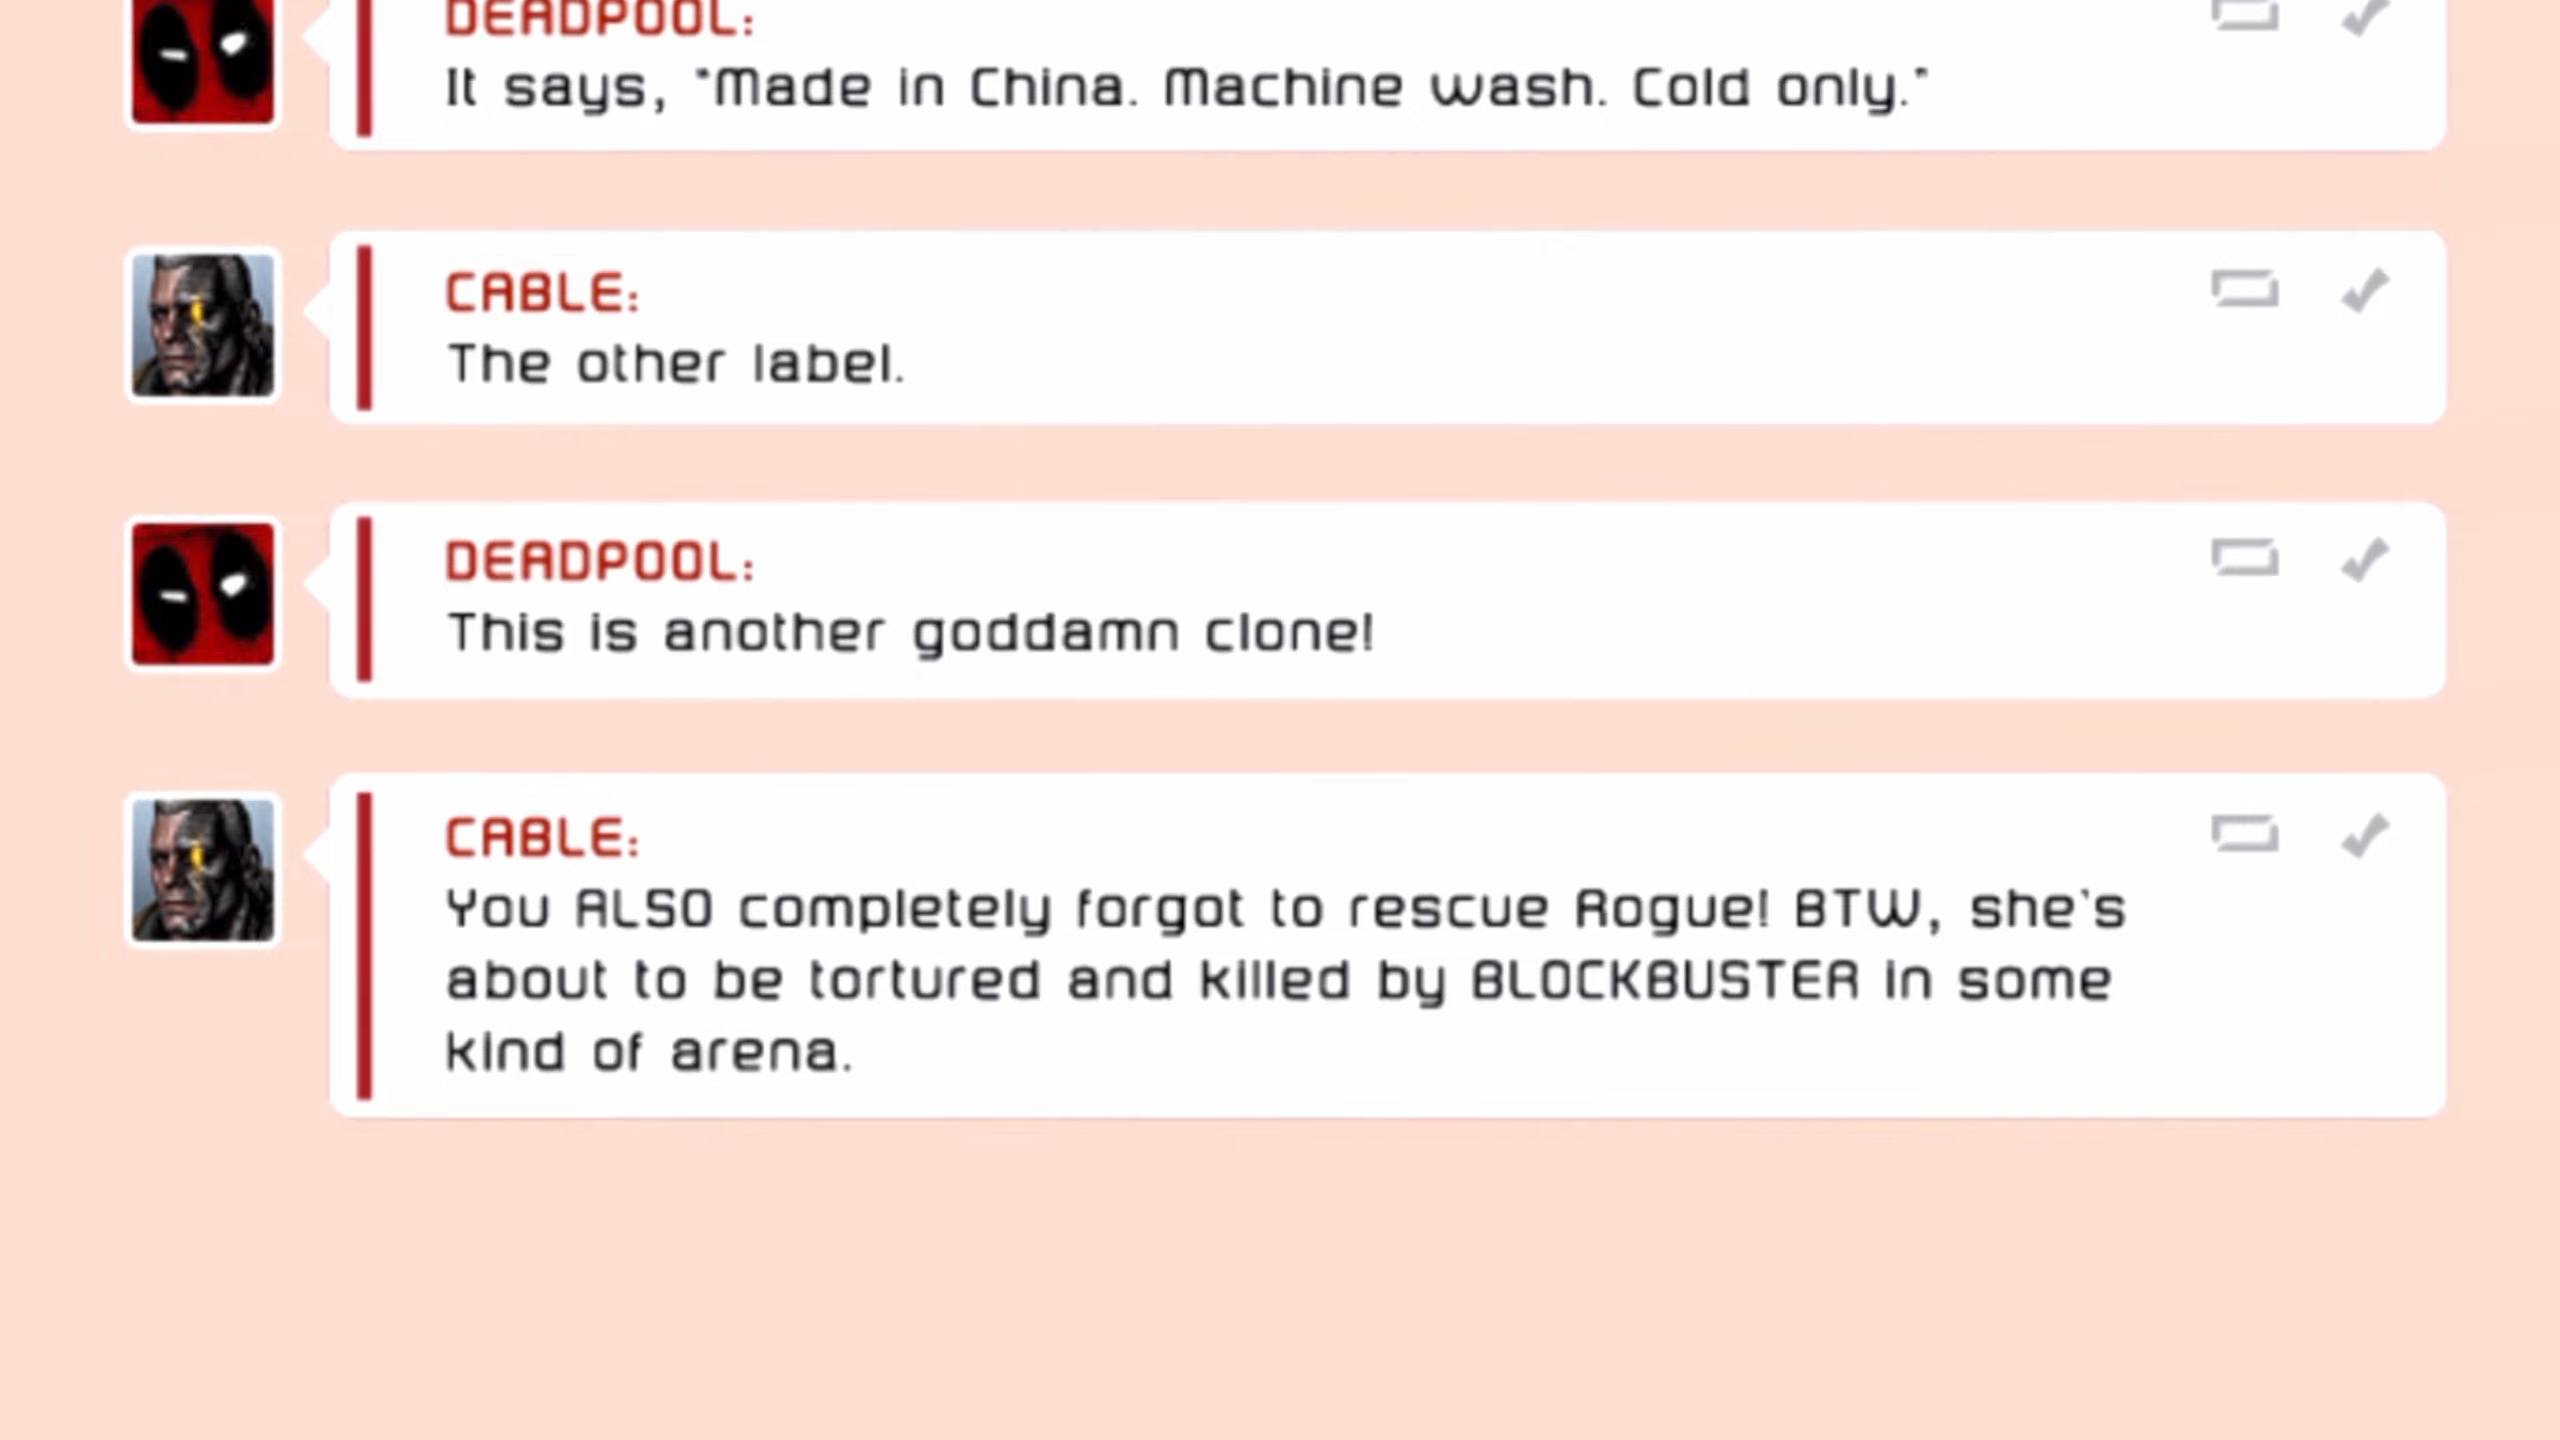 DEADPOOL:
It says, "Made in China. Machine wash. Cold only."
CABLE:
The other label.
DEADPOOL:
This is another goddamn clone!
CABLE:
You ALSO completely forgot to rescue Rogue! BTW, she's
about to be tortured and killed by BLOCKBUSTER in some
kind of arena.